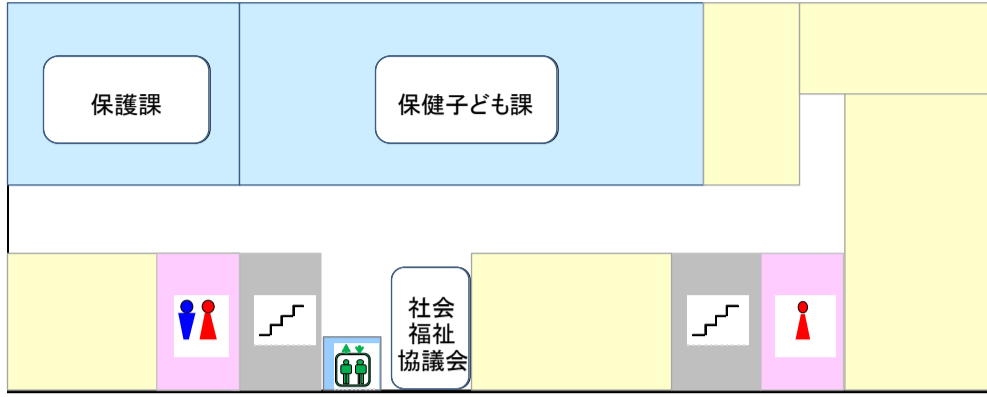 保護課
保健子ども課
社会
福祉
協議会